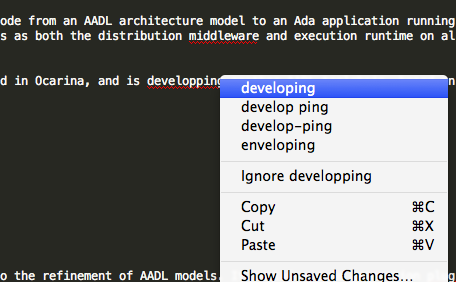 ode from an AADL architecture model to an Ada application running
s as both the distribution middleware and execution runtime on al
d in Ocarina, and is developping
developing
develop ping
develop-ping
enveloping
Ignore developping
Copy ⌘C
Cut ⌘X
Paste ⌘V
o the refinement of AADL models.
Show Unsaved Changes...